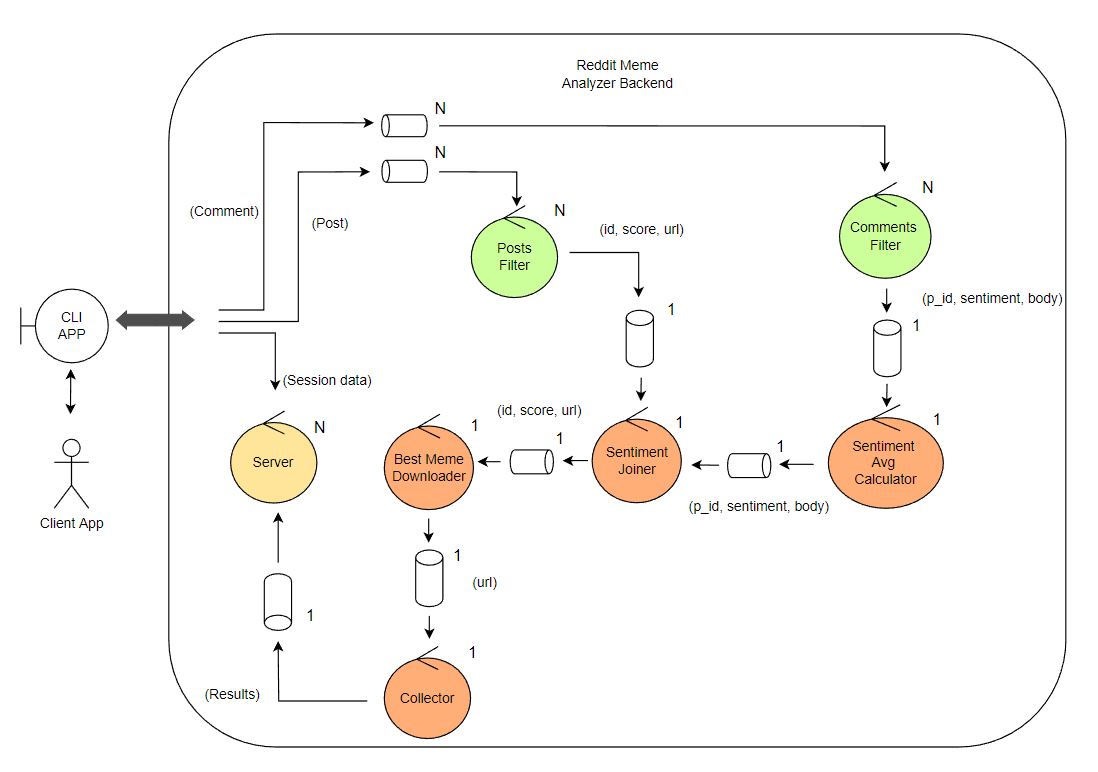 Reddit Meme
Analyzer Backend
N
N
(Comment)
(Post)
N
Posts
Filter
(id, score, url)
N
Comments
Filter
(p_id, sentiment, body)
1
1
CLI
APP
(Session data)
Client App
N
Server
1
Best Meme
Downloader
(id, score, url)
1
1
Sentiment
Joiner
1
(p_id, sentiment, body)
1
Sentiment
Avg
Calculator
1
(url)
1
1
Collector
(Results)